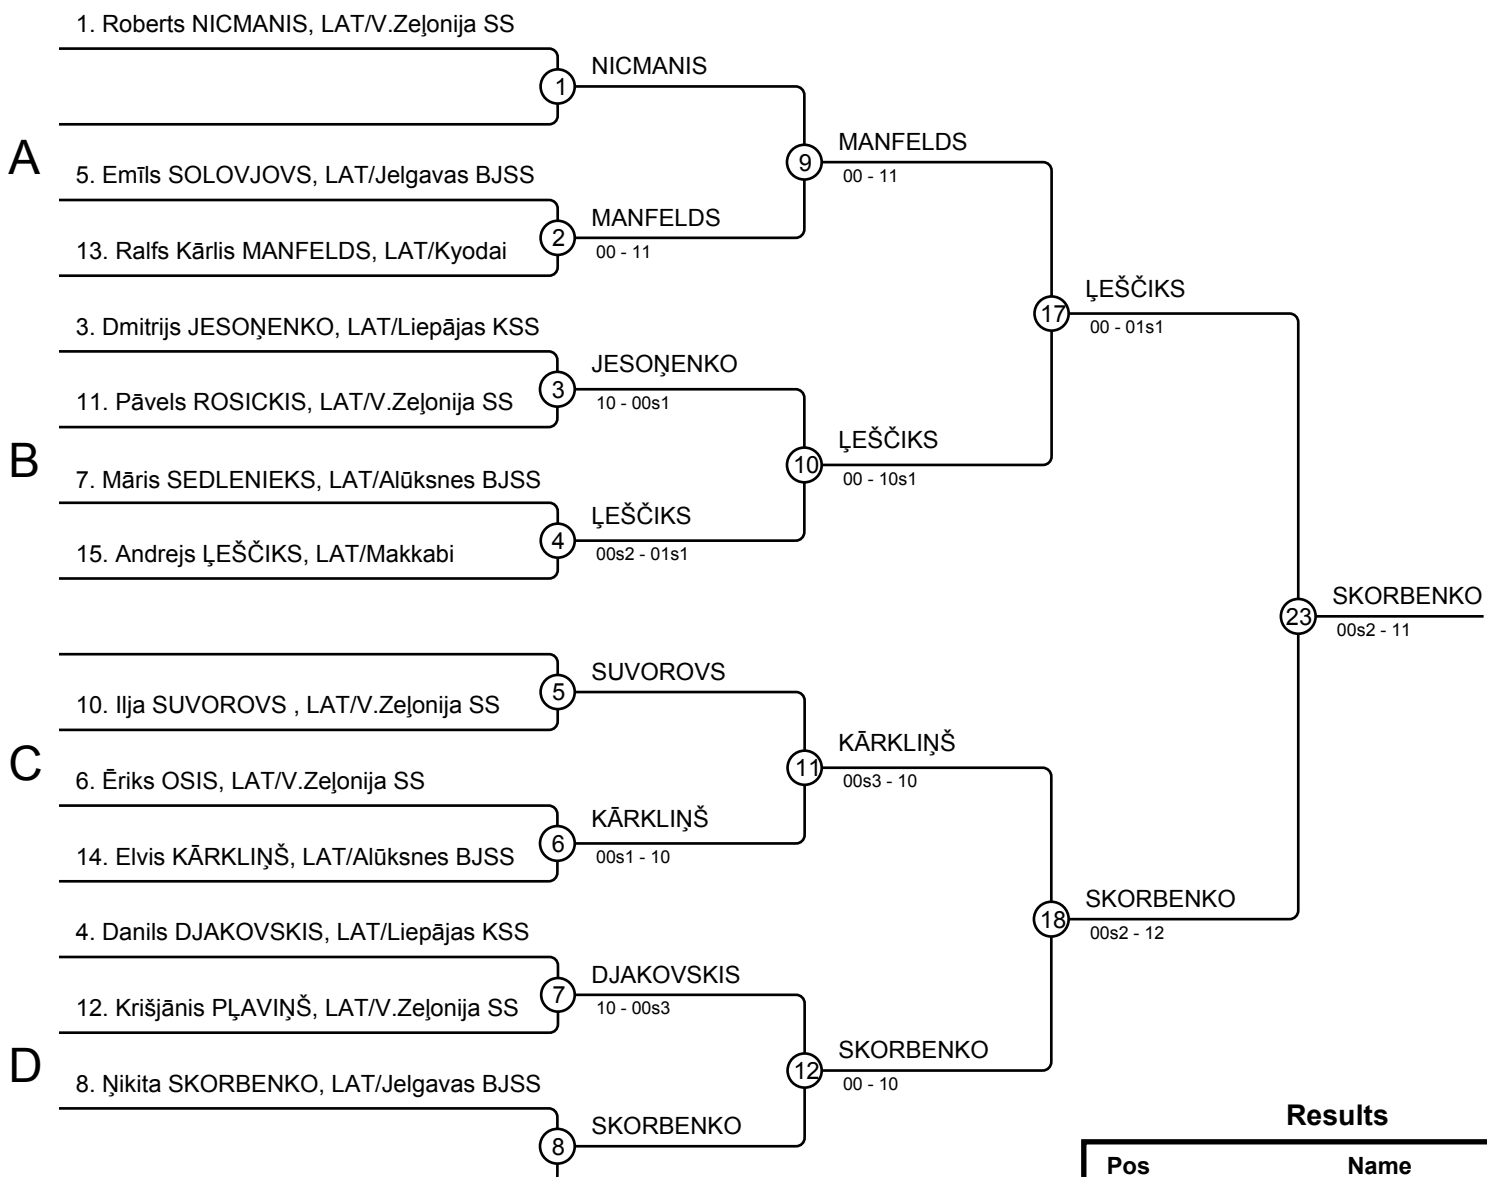 1. Roberts NICMANIS, LAT/V.Zeļonija SS
1
NICMANIS
A
5. Emīls SOLOVJOVS, LAT/Jelgavas BJSS
13. Ralfs Kārlis MANFELDS, LAT/Kyodai
2
MANFELDS
00 - 11
9
MANFELDS
00 - 11
3. Dmitrijs JESOŅENKO, LAT/Liepājas KSS
11. Pāvels ROSICKIS, LAT/V.Zeļonija SS
3
JESOŅENKO
10 - 00s1
B
7. Māris SEDLENIEKS, LAT/Alūksnes BJSS
15. Andrejs ĻEŠČIKS, LAT/Makkabi
4
ĻEŠČIKS
00s2 - 01s1
10
ĻEŠČIKS
00 - 10s1
17
ĻEŠČIKS
00 - 01s1
23
SKORBENKO
00s2 - 11
10. Ilja SUVOROVS , LAT/V.Zeļonija SS
5
SUVOROVS
C
6. Ēriks OSIS, LAT/V.Zeļonija SS
14. Elvis KĀRKLIŅŠ, LAT/Alūksnes BJSS
6
KĀRKLIŅŠ
00s1 - 10
11
KĀRKLIŅŠ
00s3 - 10
4. Danils DJAKOVSKIS, LAT/Liepājas KSS
12. Krišjānis PĻAVIŅŠ, LAT/V.Zeļonija SS
7
DJAKOVSKIS
10 - 00s3
D
8. Ņikita SKORBENKO, LAT/Jelgavas BJSS
8
SKORBENKO
12
SKORBENKO
00 - 10
18
SKORBENKO
00s2 - 12
Results
Pos Name